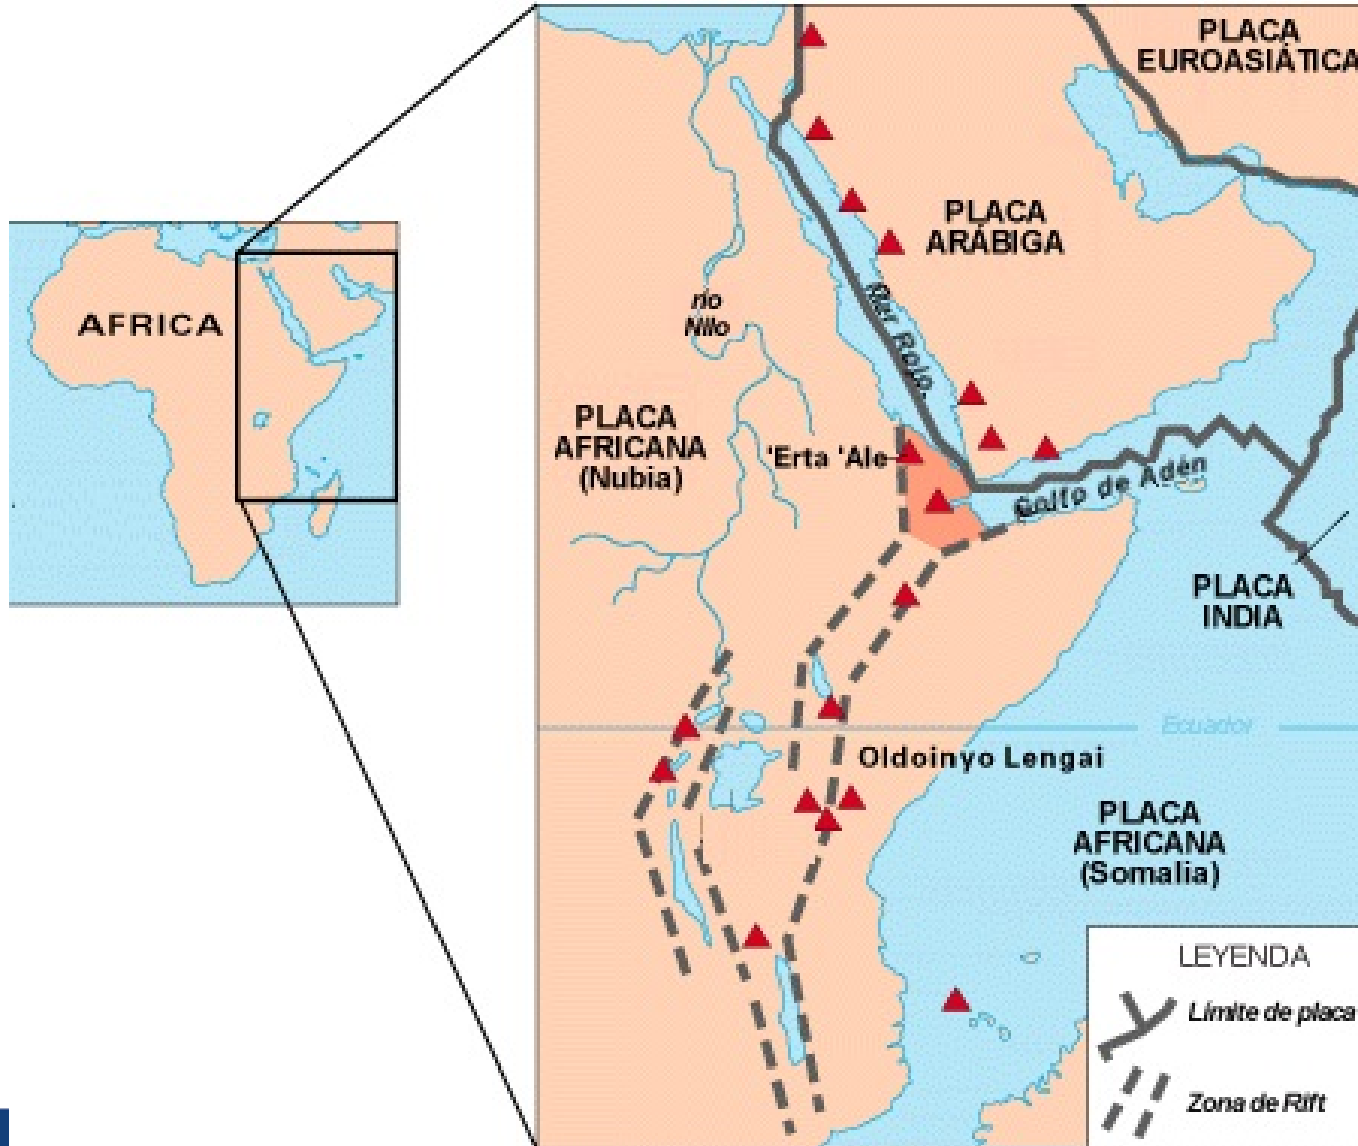 AFRICA
PLACA
EUROASIÁTICA
PLACA
ARÁBIGA
rio
Nilo
Mar Rojo.
PLACA
AFRICANA
(Nubia)
'Erta 'Ale
Golfo de Adén
PLACA
INDIA
Ecuador
Oldoinyo Lengai
PLACA
AFRICANA
(Somalia)
LEYENDA
Límite de placa
Zona de Rift